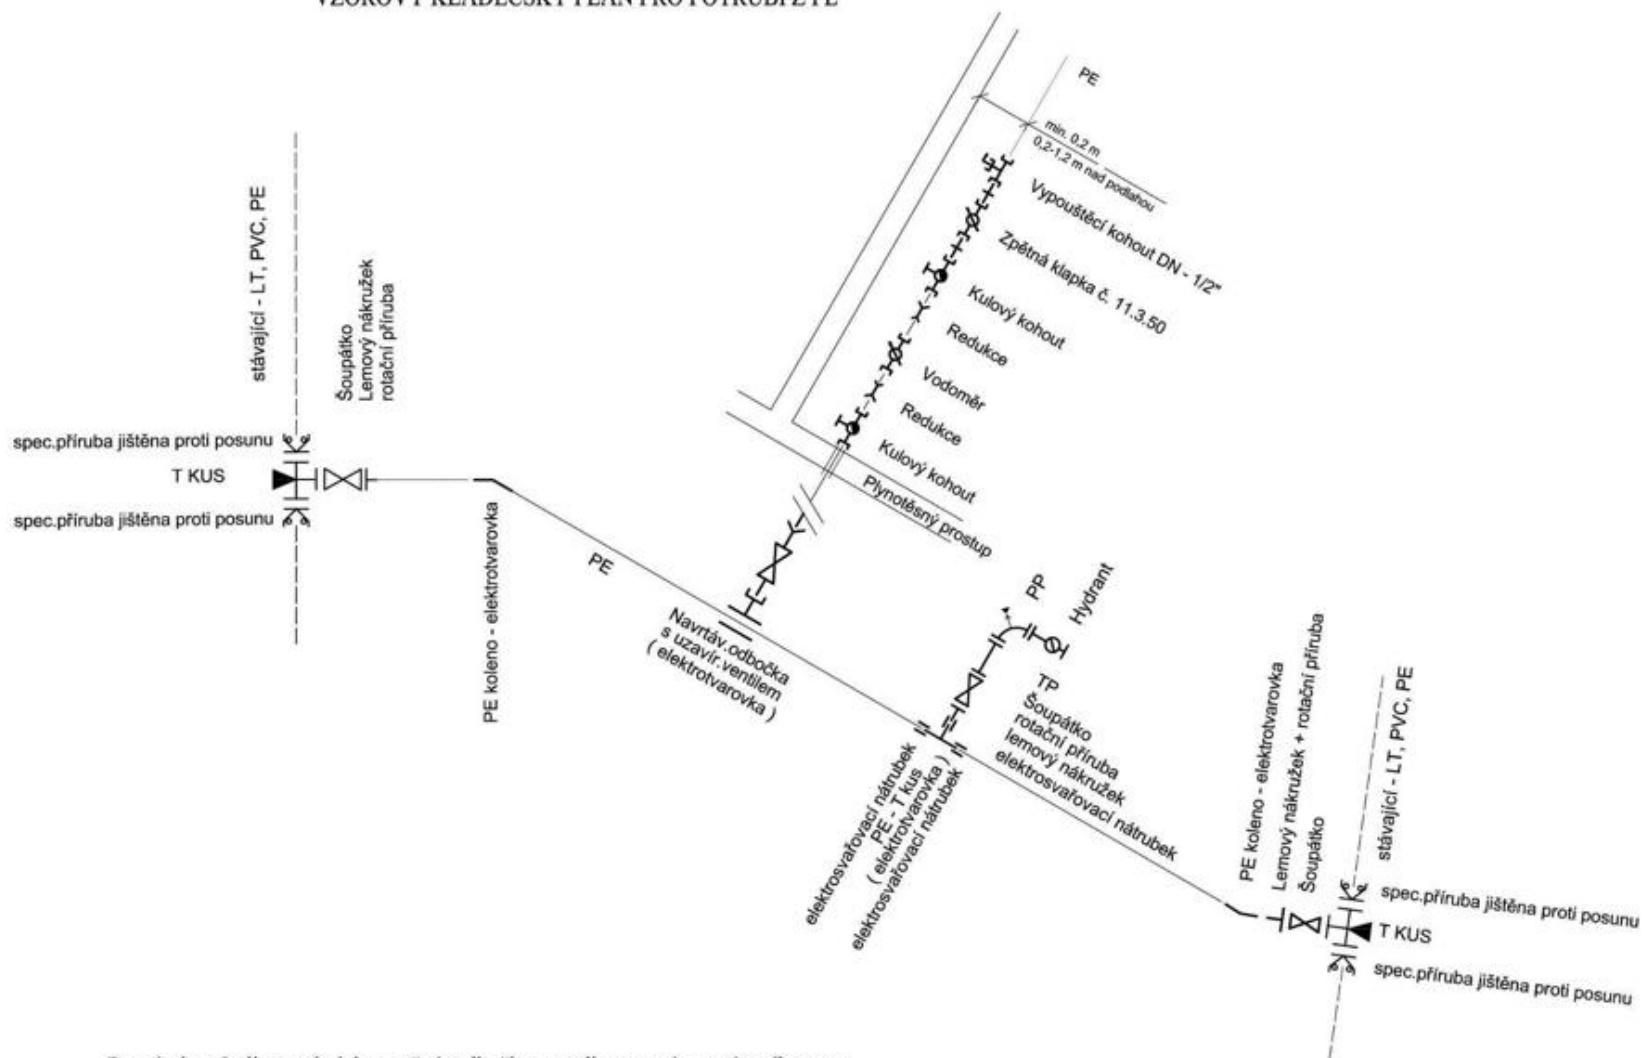 PE
min. 0,2 m
0,2-1,2 m nad podlahou
Vypouštěcí kohout DN - 1/2"
Zpětná klapka č. 11.3.50
Kulový kohout
Redukce
Vodoměr
Redukce
Kulový kohout
Plynotěsný prostup
stávající - LT, PVC, PE
Šoupátko
Lemový nákružek
rotační příruba
spec.příruba jištěna proti posunu
T KUS
spec.příruba jištěna proti posunu
PE koleno - elektrotvarovka
PE
Navrtáv.odbočka
s uzavír.ventilem
( elektrotvarovka )
PP
Hydrant
TP
Šoupátko
rotační příruba
lemový nákružek
elektrosvařovací nátrubek
elektrosvařovací nátrubek
PE - T kus
( elektrotvarovka )
elektrosvařovací nátrubek
PE koleno - elektrotvarovka
Lemový nákružek + rotační příruba
Šoupátko
stávající - LT, PVC, PE
spec.příruba jištěna proti posunu
T KUS
spec.příruba jištěna proti posunu